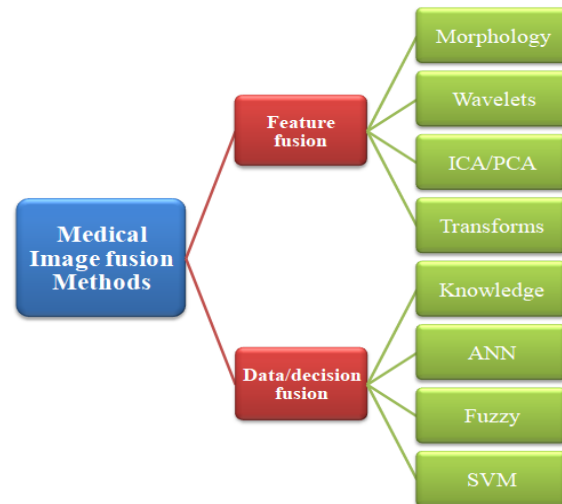 Medical
Image fusion
Methods
Feature
fusion
Morphology
Wavelets
ICA/PCA
Transforms
Data/decision
fusion
Knowledge
ANN
Fuzzy
SVM